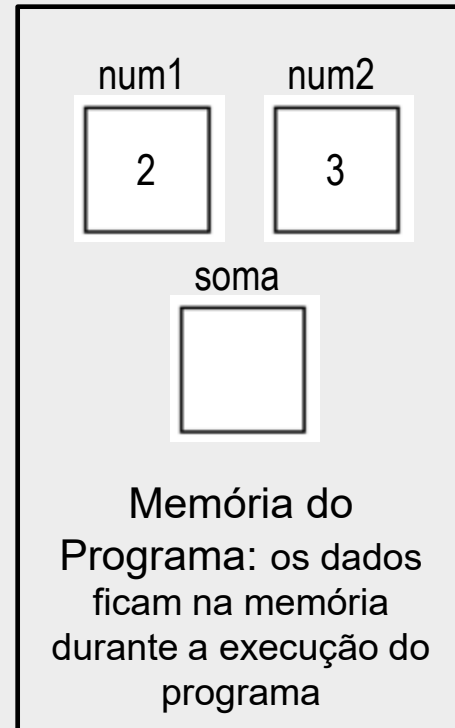 num1 num2
2 3
soma
Memória do
Programa: os dados
ficam na memória
durante a execução do
programa